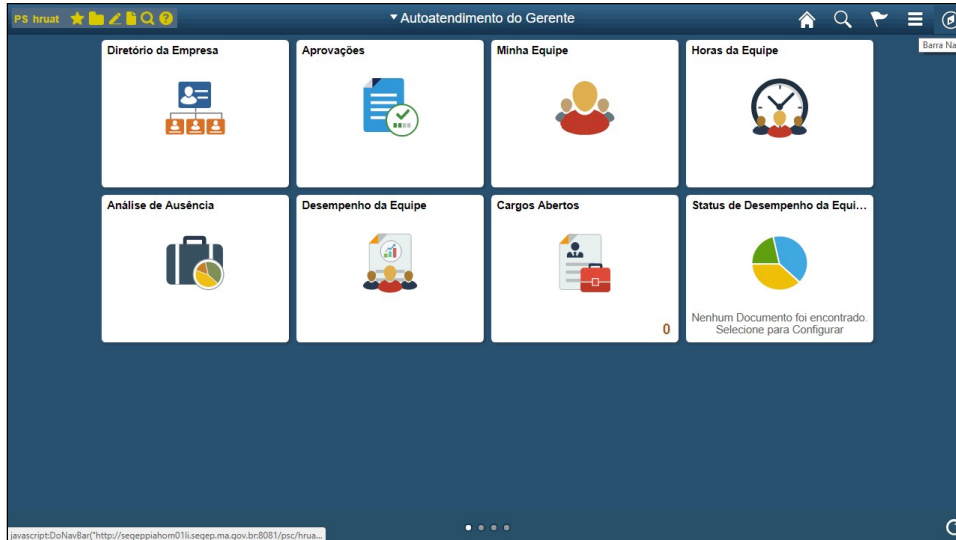 PS hruat
Autoatendimento do Gerente
Barra Na
Diretório da Empresa
Aprovações
Minha Equipe
Horas da Equipe
Análise de Ausência
Desempenho da Equipe
Cargos Abertos
Status de Desempenho da Equi...
0
Nenhum Documento foi encontrado.
Selecione para Configurar
javascript:DoNavBar("http://segeppiahom01li.segep.ma.gov.br:8081/psc/hrua...